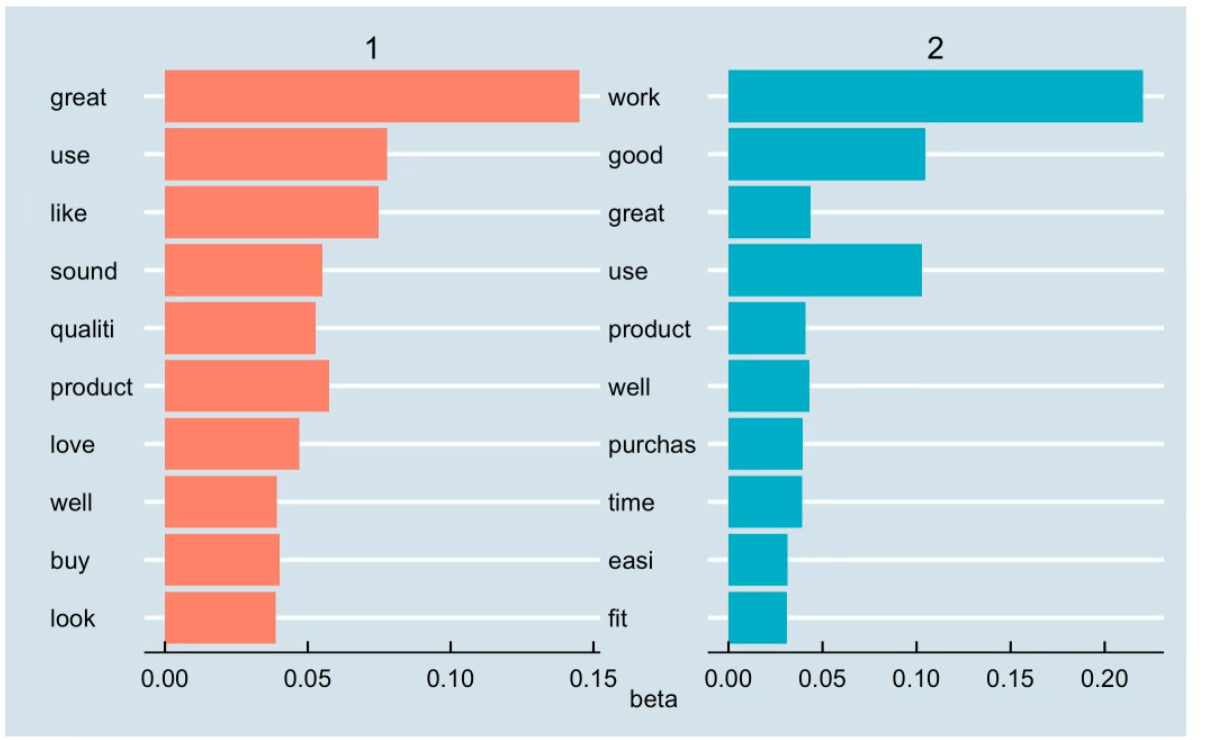 1
great
use
like
sound
qualiti
product
love
well
buy
look
0.00 0.05 0.10 0.15
2
work
good
great
use
product
well
purchas
time
easi
fit
0.00 0.05 0.10 0.15 0.20
beta